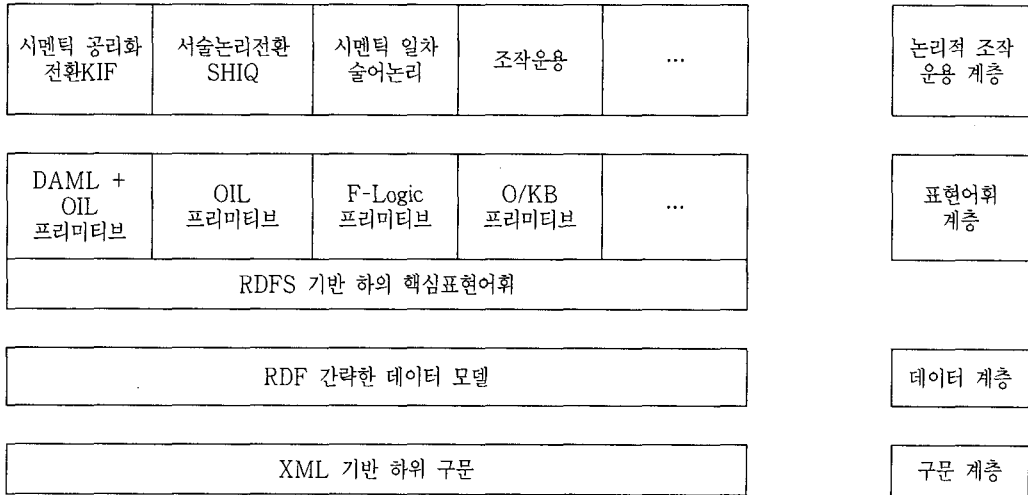 시멘틱 공리화
전환KIF
서술논리전환
SHIQ
시멘틱 일차
술어논리
조작운용
...
논리적 조작
운용 계층
DAML +
OIL
프리미티브
OIL
프리미티브
F-Logic
프리미티브
O/KB
프리미티브
...
표현어휘
계층
RDFS 기반 하의 핵심표현어휘
RDF 간략한 데이터 모델
데이터 계층
XML 기반 하위 구문
구문 계층